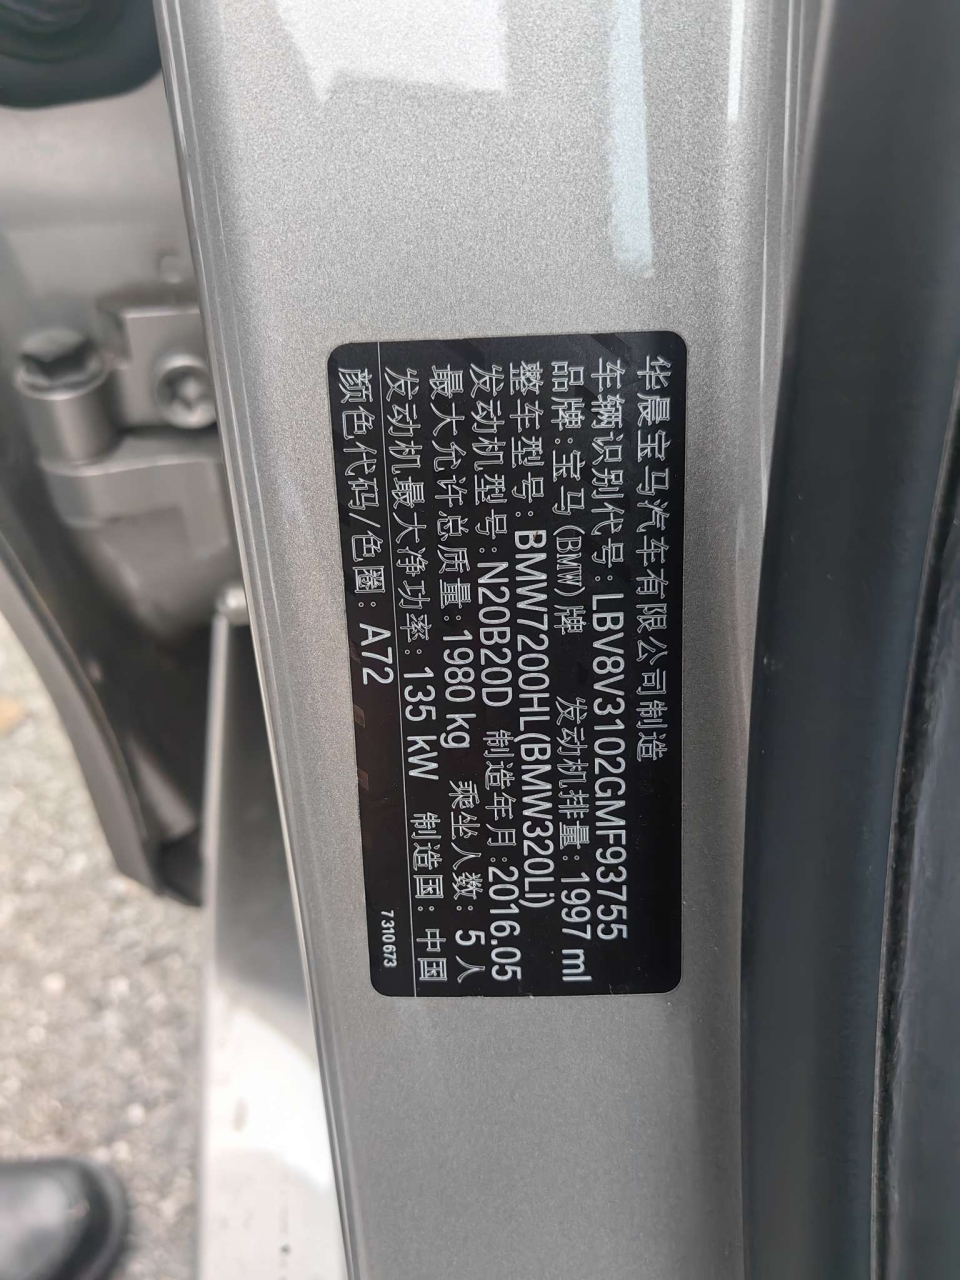 华晨宝马汽车有限公司制造
车辆识别代号:LBV8V3102GMF93755
品牌:宝马(BMW)牌 发动机排量:1997 ml
整车型号:BMW7200HL(BMW320Li)
发动机型号:N20B20D 制造年月:2016.05
最大允许总质量:1980 kg 乘坐人数:5人
发动机最大净功率:135 kW 制造国:中国
颜色代码/色圈:A72 7310673